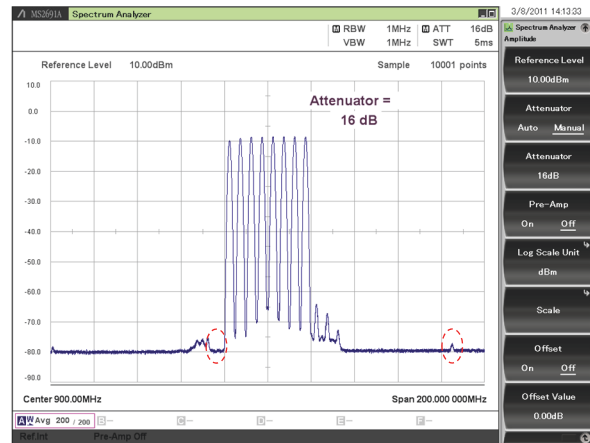 MS2691A Spectrum Analyzer
3/8/2011 14:13:33
RBW 1MHz ATT 16dB
VBW 1MHz SWT 5ms
Reference Level 10.00dBm Sample 10001 points
10.0
0.0
-10.0
-20.0
-30.0
-40.0
-50.0
-60.0
-70.0
-80.0
-90.0
Attenuator =
16 dB
Center 900.00MHz Span 200.000 000MHz
A W Avg 200 / 200
Ref.Int Pre-Amp Off
Spectrum Analyzer
Amplitude
Reference Level
10.00dBm
Attenuator
Auto Manual
Attenuator
16dB
Pre-Amp
On Off
Log Scale Unit
dBm
Scale
Offset
On Off
Offset Value
0.00dB